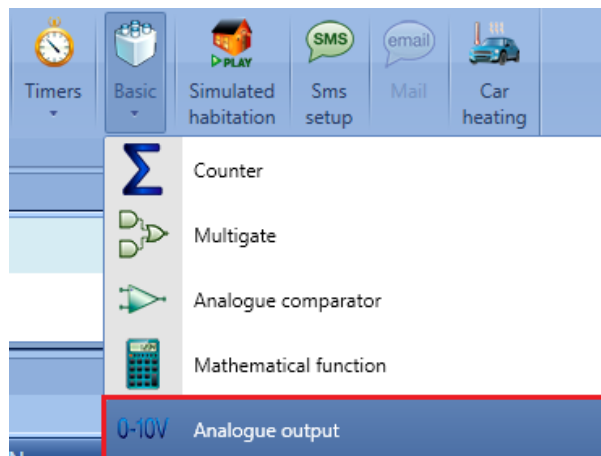 PLAY
SMS
email
Timers
Basic
Simulated
habitation
Sms
setup
Mail
Car
heating
Counter
Multigate
Analogue comparator
Mathematical function
0-10V Analogue output